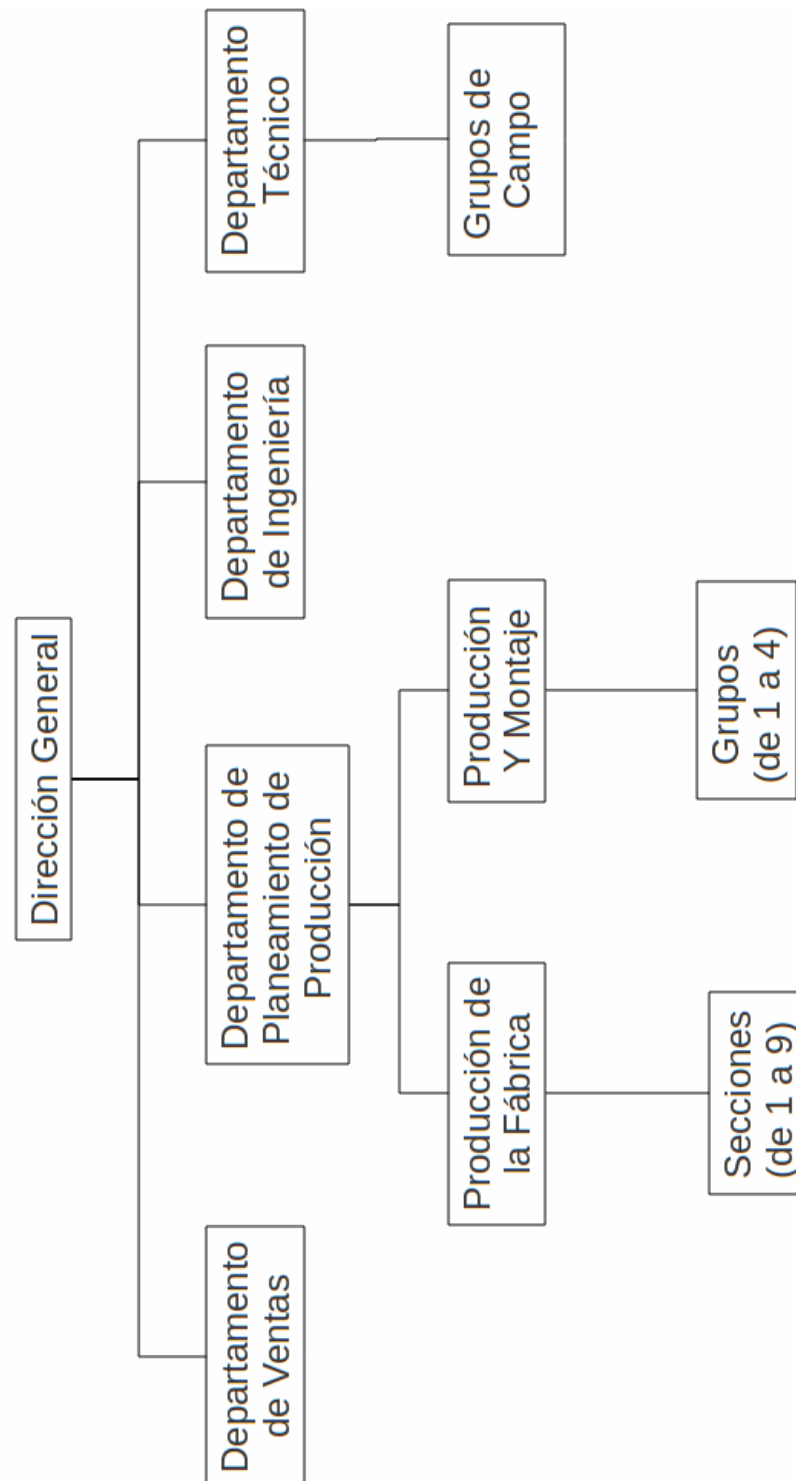 Dirección General
Departamento
de Ventas
Departamento de
Planeamiento de
Producción
Departamento
de Ingeniería
Departamento
Técnico
Producción de
la Fábrica
Producción
Y Montaje
Grupos de
Campo
Secciones
(de 1 a 9)
Grupos
(de 1 a 4)